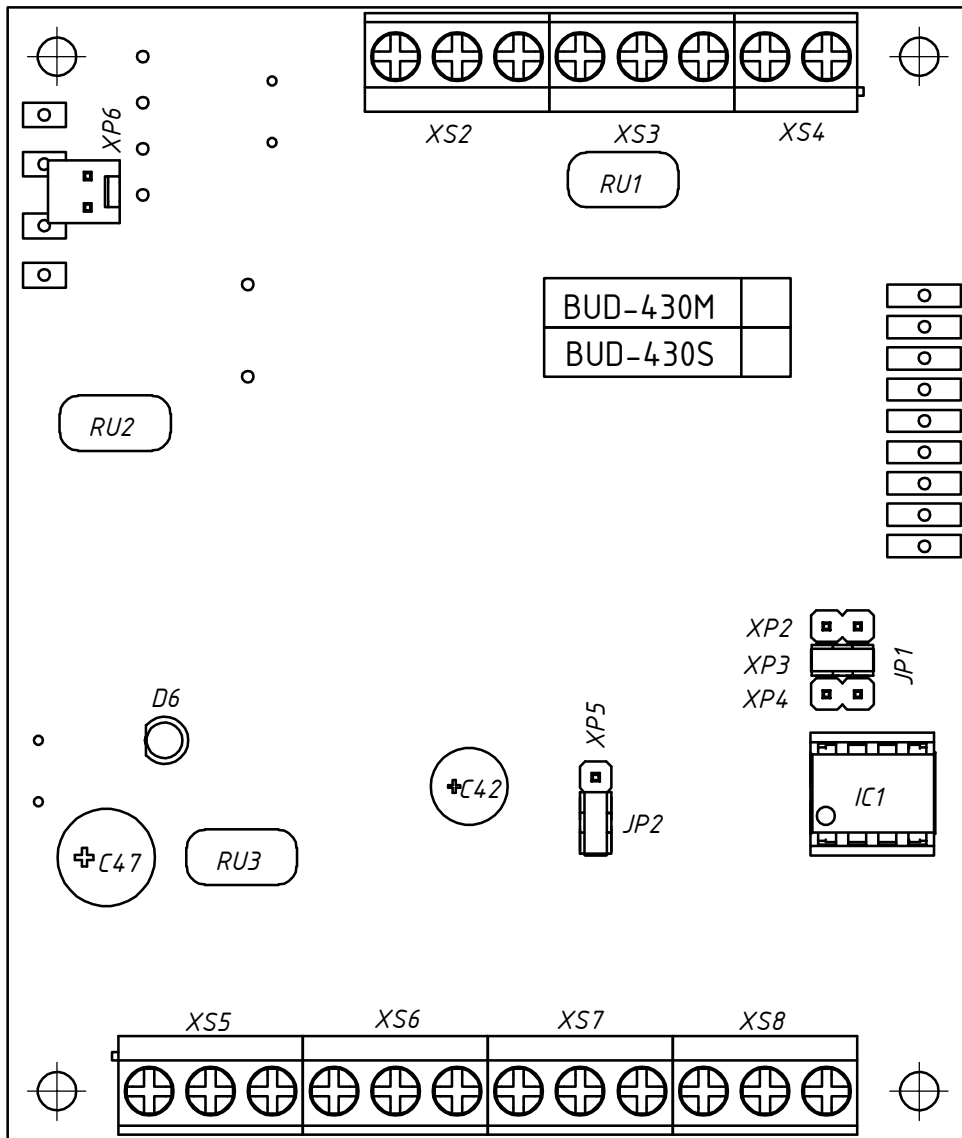 XS2 XS3 XS4
XP6
RU1
BUD-430M
BUD-430S
RU2
XP2
XP3
XP4
JP1
D6
XP5
C42
JP2
IC1
C47
RU3
XS5 XS6 XS7 XS8